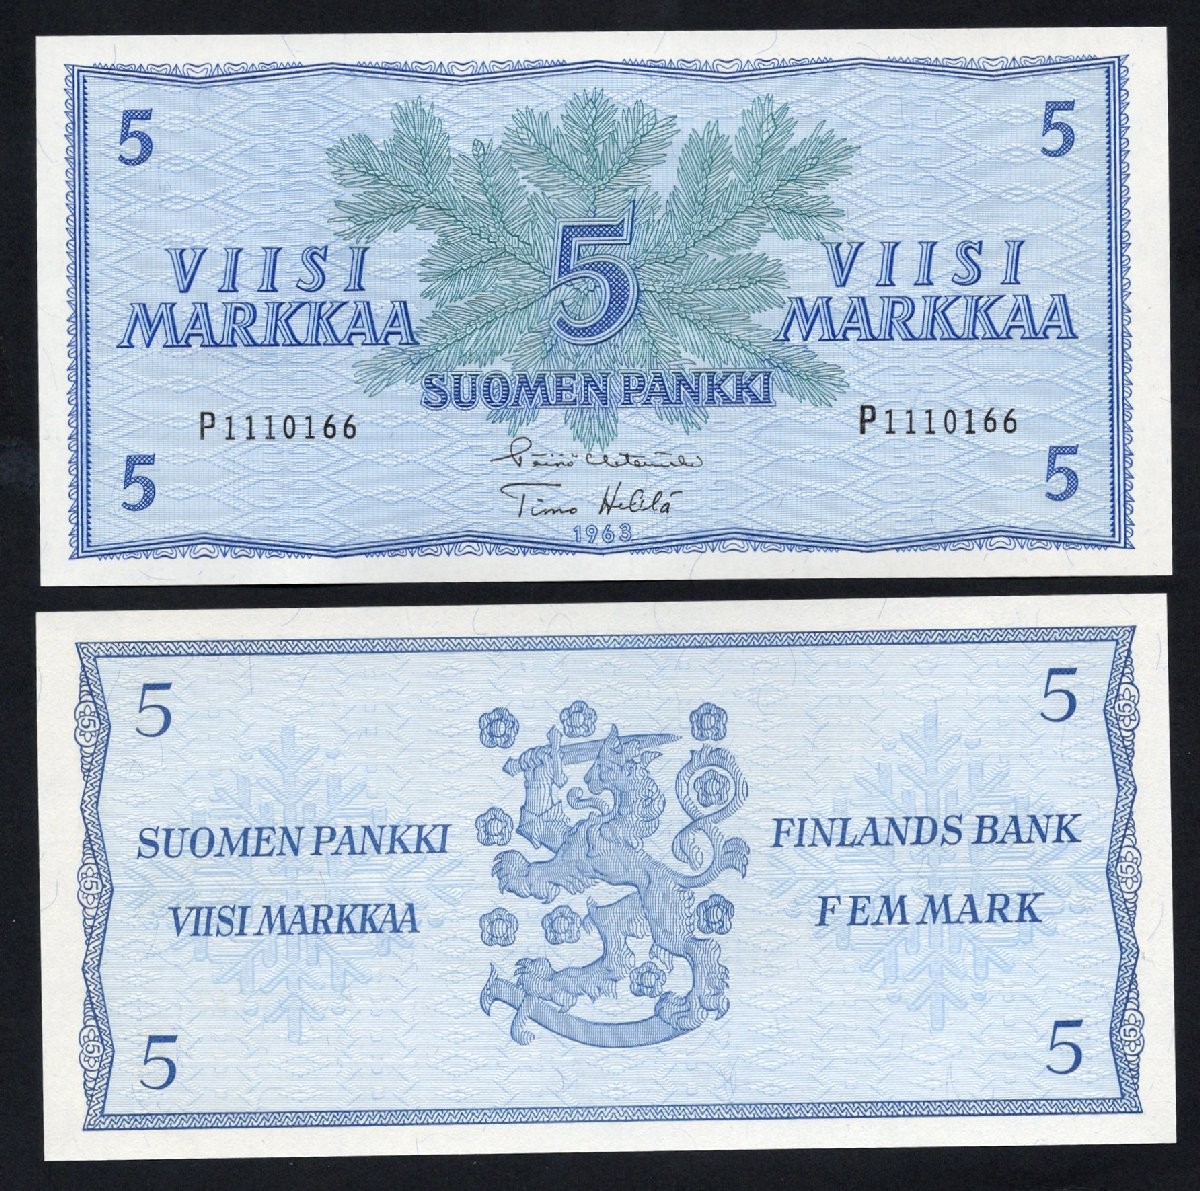 5 5
VIISI VIISI
MARKKAA 5 MARKKAA
SUOMEN PANKKI
P1110166 P1110166
5 5
Timo Helelä
1963
5 5
SUOMEN PANKKI FINLANDS BANK
VIISI MARKKAA FEM MARK
5 5